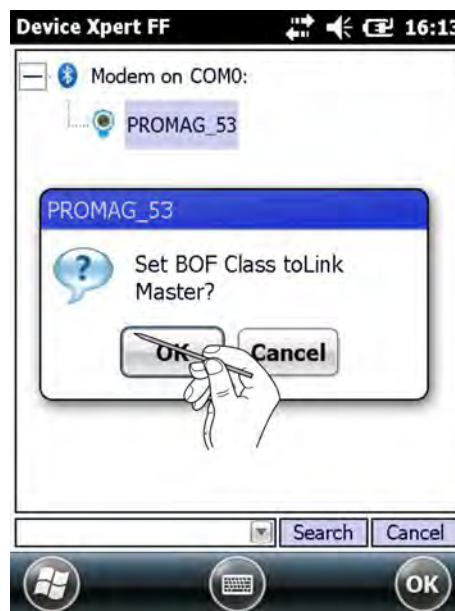 Device Xpert FF 16:13
Modem on COM0:
PROMAG_53
PROMAG_53
Set BOF Class toLink
Master?
OK Cancel
Search Cancel
OK